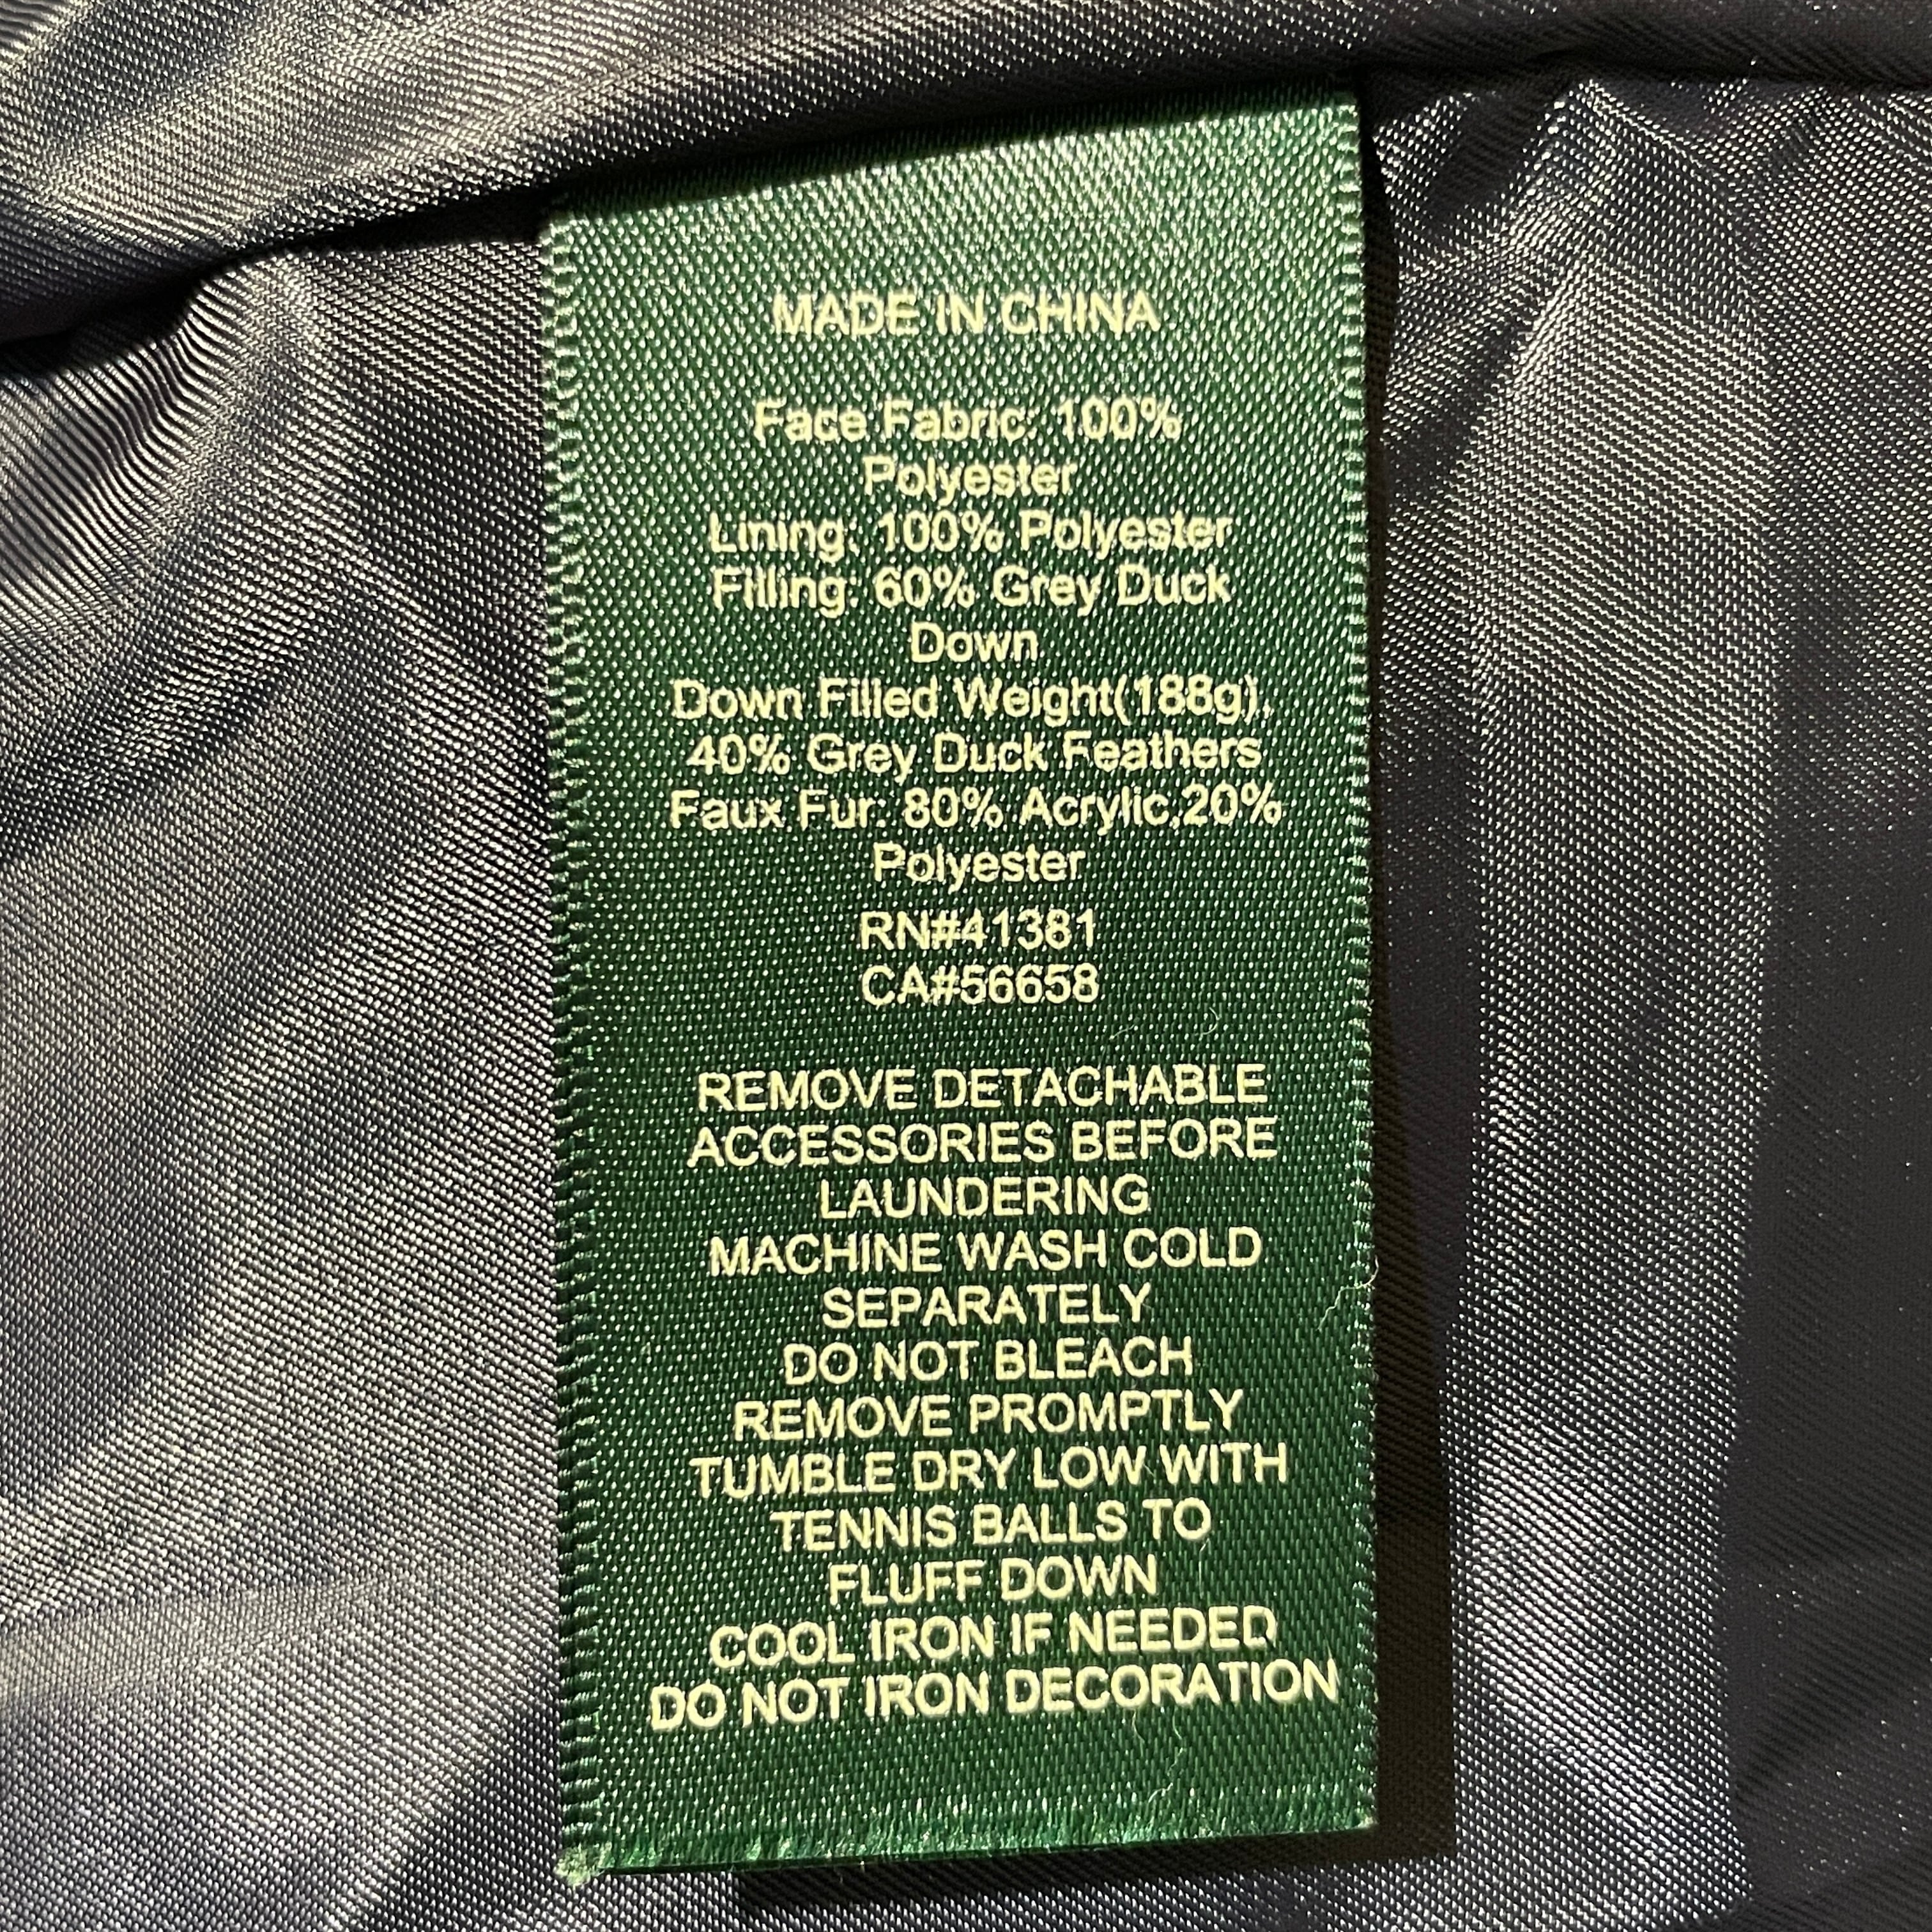 MADE IN CHINA
Face Fabric: 100%
Polyester
Lining: 100% Polyester
Filling: 60% Grey Duck
Down
Down Filled Weight(188g),
40% Grey Duck Feathers
Faux Fur: 80% Acrylic,20%
Polyester
RN#41381
CA#56658
REMOVE DETACHABLE
ACCESSORIES BEFORE
LAUNDERING
MACHINE WASH COLD
SEPARATELY
DO NOT BLEACH
REMOVE PROMPTLY
TUMBLE DRY LOW WITH
TENNIS BALLS TO
FLUFF DOWN
COOL IRON IF NEEDED
DO NOT IRON DECORATION